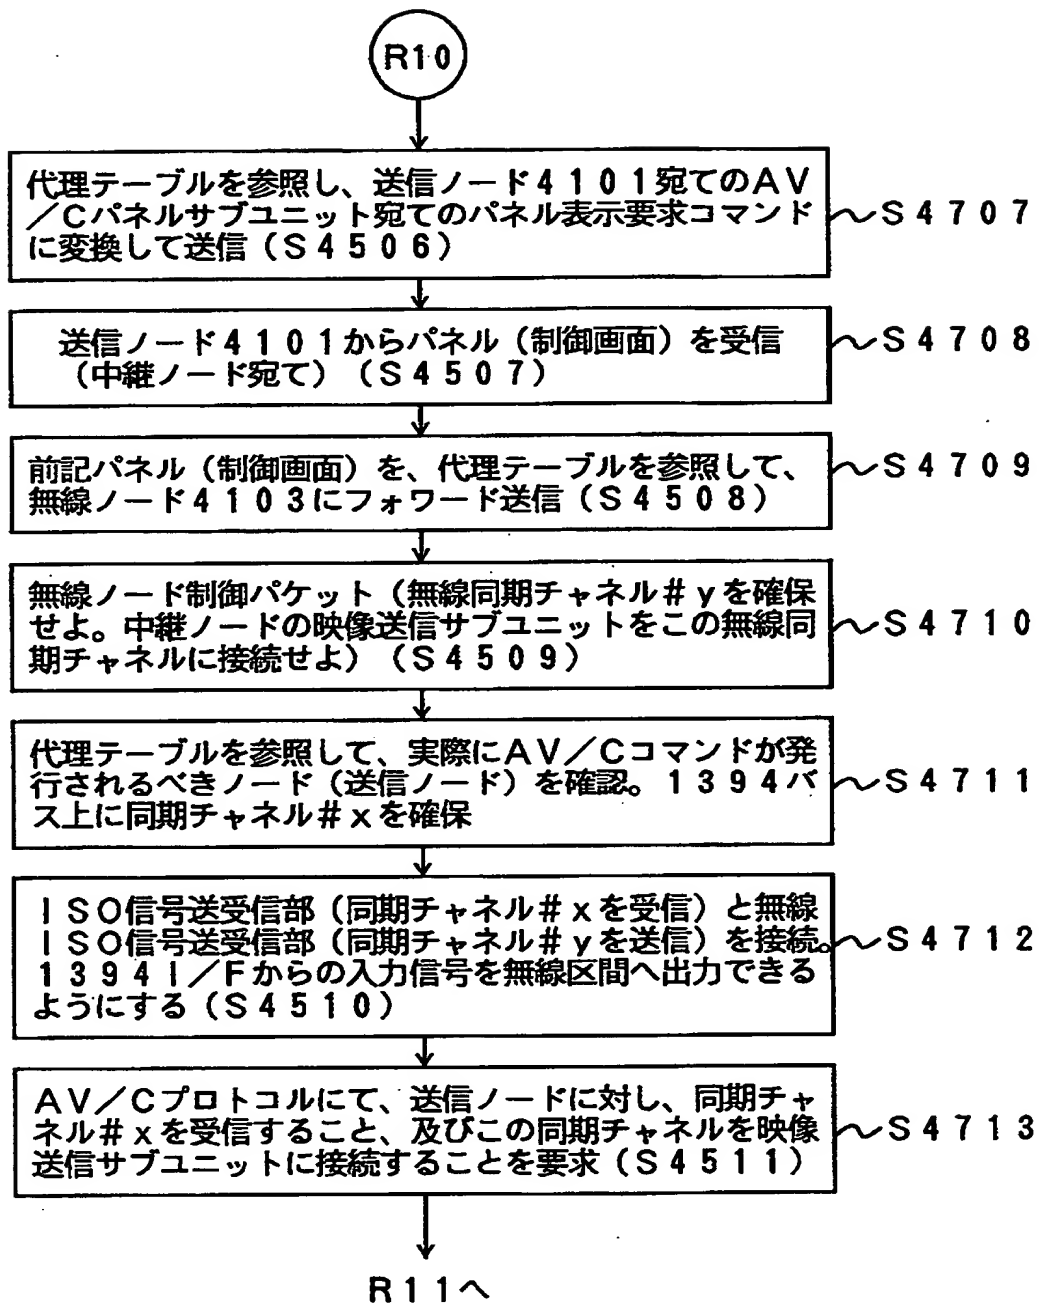 R10
代理テーブルを参照し、送信ノード4101宛てのAV
／Cパネルサブユニット宛てのパネル表示要求コマンド
に変換して送信（S4506）
S4707
送信ノード4101からパネル（制御画面）を受信
（中継ノード宛て）（S4507）
S4708
前記パネル（制御画面）を、代理テーブルを参照して、
無線ノード4103にフォワード送信（S4508）
S4709
無線ノード制御パケット（無線同期チャネル＃yを確保
せよ。中継ノードの映像送信サブユニットをこの無線同
期チャネルに接続せよ）（S4509）
S4710
代理テーブルを参照して、実際にAV／Cコマンドが発
行されるべきノード（送信ノード）を確認。1394バ
ス上に同期チャネル＃xを確保
S4711
ISO信号送受信部（同期チャネル＃xを受信）と無線
ISO信号送受信部（同期チャネル＃yを送信）を接続。
1394I／Fからの入力信号を無線区間へ出力できる
ようにする（S4510）
S4712
AV／Cプロトコルにて、送信ノードに対し、同期チャ
ネル＃xを受信すること、及びこの同期チャネルを映像
送信サブユニットに接続することを要求（S4511）
S4713
R11へ